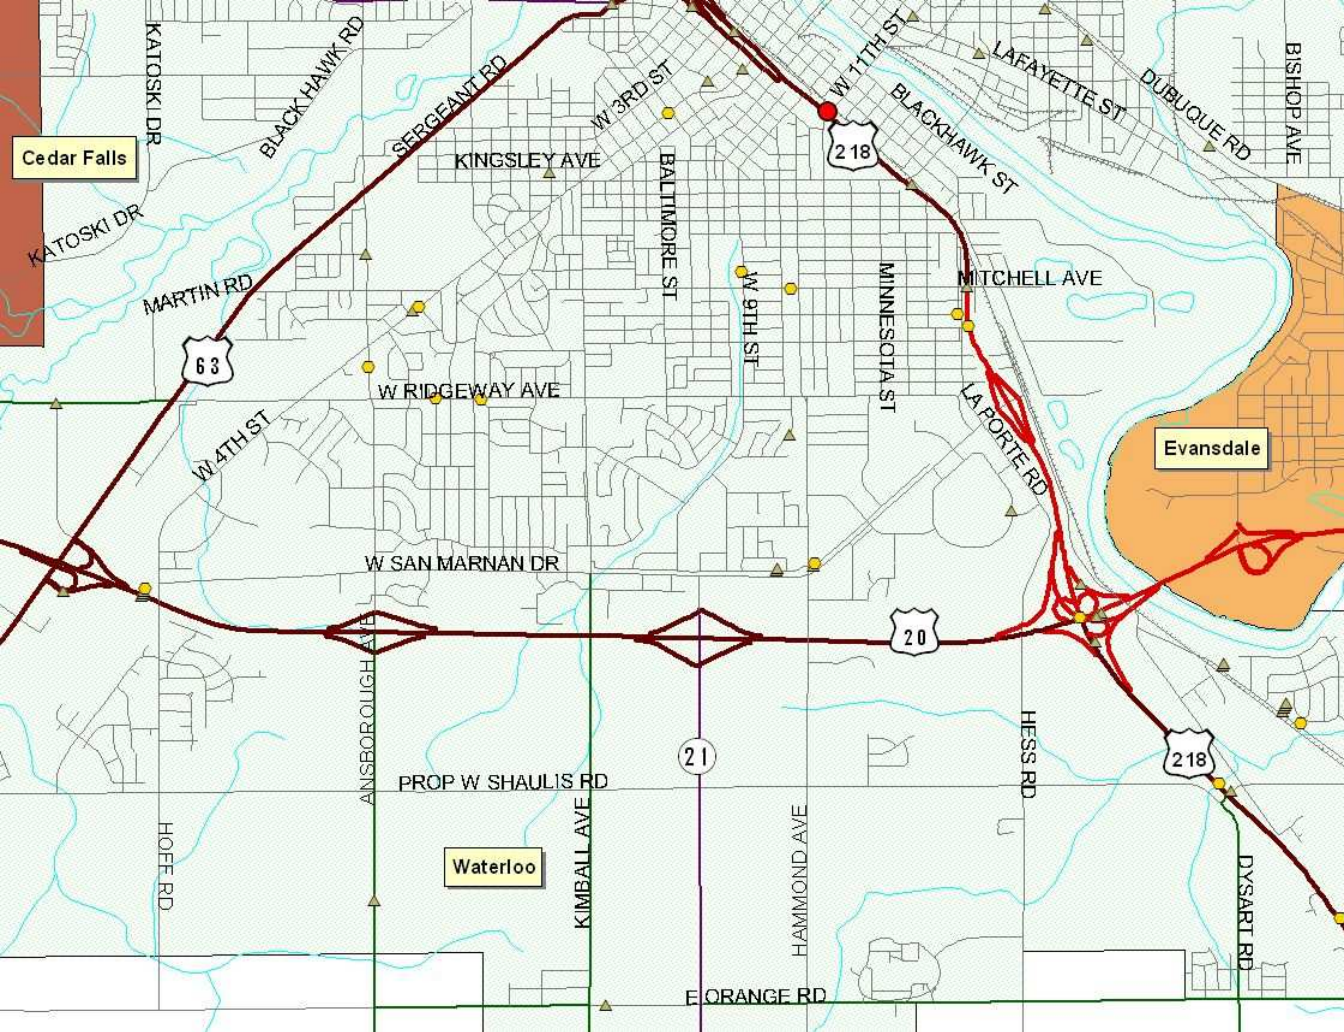 KATOSKI DR
BLACK HAWK RD
SERGEANT RD
W 3RD ST
W 11TH ST
LAFAYETTE ST
DUBUQUE RD
BISHOP AVE
BLACKHAWK ST
218
Cedar Falls
KINGSLEY AVE
BALTIMORE ST
KATOSKI DR
MARTIN RD
W 9TH ST
MINNESOTA ST
MITCHELL AVE
63
W RIDGEWAY AVE
W 4TH ST
LA PORTE RD
Evansdale
W SAN MARNAN DR
20
ANSBOROUGH AVE
21
HESS RD
218
PROP W SHAULIS RD
HOFF RD
Waterloo
KIMBALL AVE
HAMMOND AVE
DYSART RD
E ORANGE RD